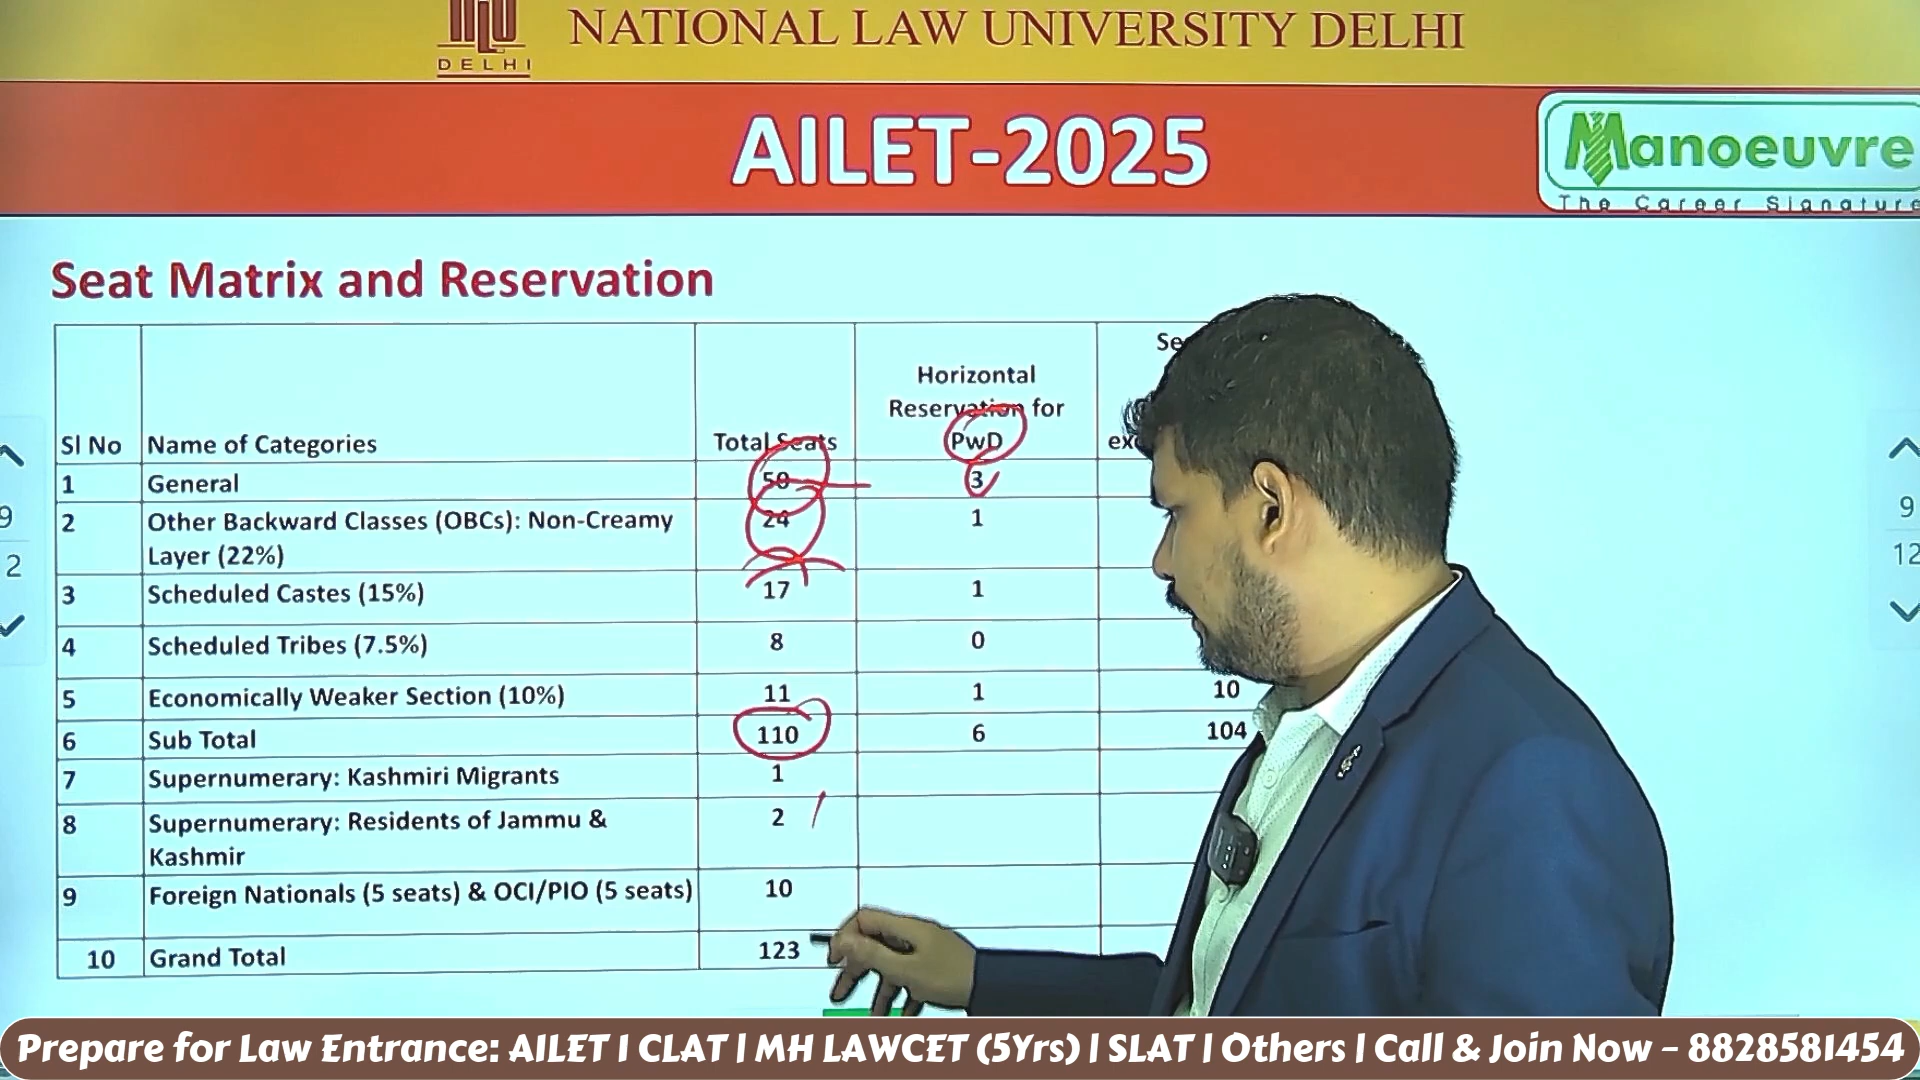 NLU
DELHI
NATIONAL LAW UNIVERSITY DELHI
AILET-2025
Manoeuvre
The Career Signature
Seat Matrix and Reservation
Sl No Name of Categories Total Seats Horizontal Reservation for PwD
1 General 50 3
2 Other Backward Classes (OBCs): Non-Creamy 24 1
Layer (22%)
3 Scheduled Castes (15%) 17 1
4 Scheduled Tribes (7.5%) 8 0
5 Economically Weaker Section (10%) 11 1 10
6 Sub Total 110 6 104
7 Supernumerary: Kashmiri Migrants 1
8 Supernumerary: Residents of Jammu & 2
Kashmir
9 Foreign Nationals (5 seats) & OCI/PIO (5 seats) 10
10 Grand Total 123
9
2
9
12
Prepare for Law Entrance: AILET | CLAT | MH LAWCET (5Yrs) | SLAT | Others | Call & Join Now - 8828581454